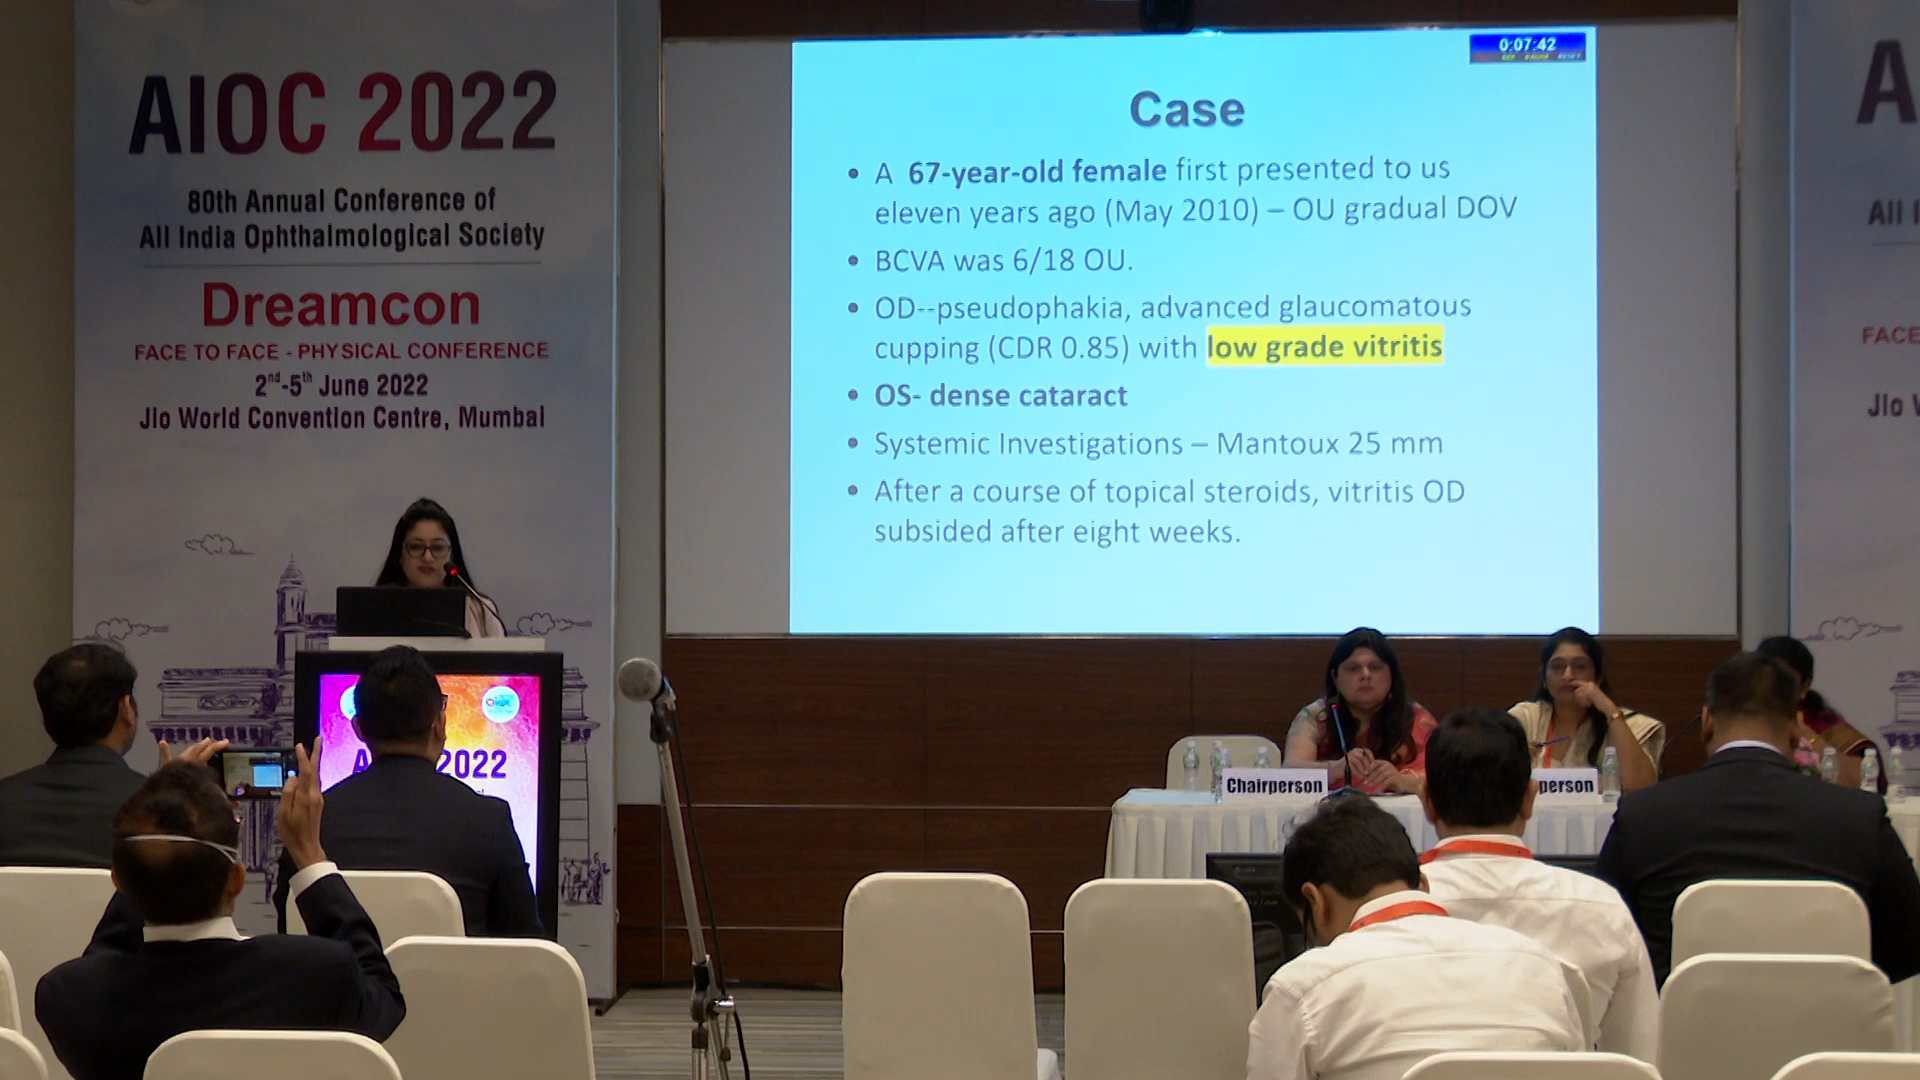 AIOC 2022
80th Annual Conference of
All India Ophthalmological Society
Dreamcon
FACE TO FACE - PHYSICAL CONFERENCE
2nd-5th June 2022
Jio World Convention Centre, Mumbai
0:07:42
Case
• A 67-year-old female first presented to us
eleven years ago (May 2010) – OU gradual DOV
• BCVA was 6/18 OU.
• OD--pseudophakia, advanced glaucomatous
cupping (CDR 0.85) with low grade vitritis
• OS- dense cataract
• Systemic Investigations – Mantoux 25 mm
• After a course of topical steroids, vitritis OD
subsided after eight weeks.
A
All I
FACE
Jio W
A 2022
Chairperson
person